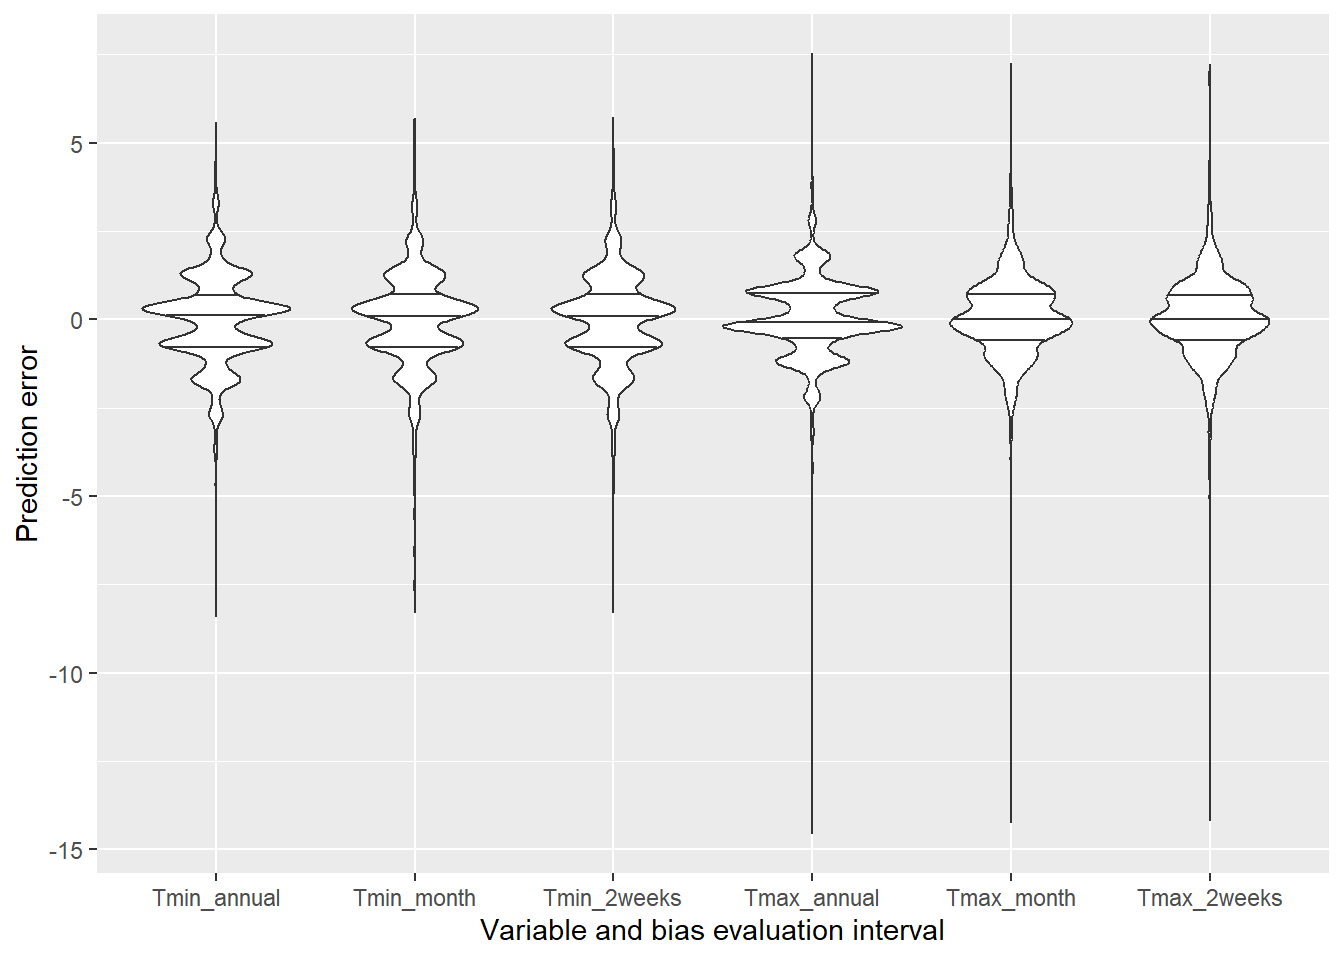 Prediction error
5
0
-5
-10
-15
Tmin_annual
Tmin_month
Tmin_2weeks
Tmax_annual
Tmax_month
Tmax_2weeks
Variable and bias evaluation interval